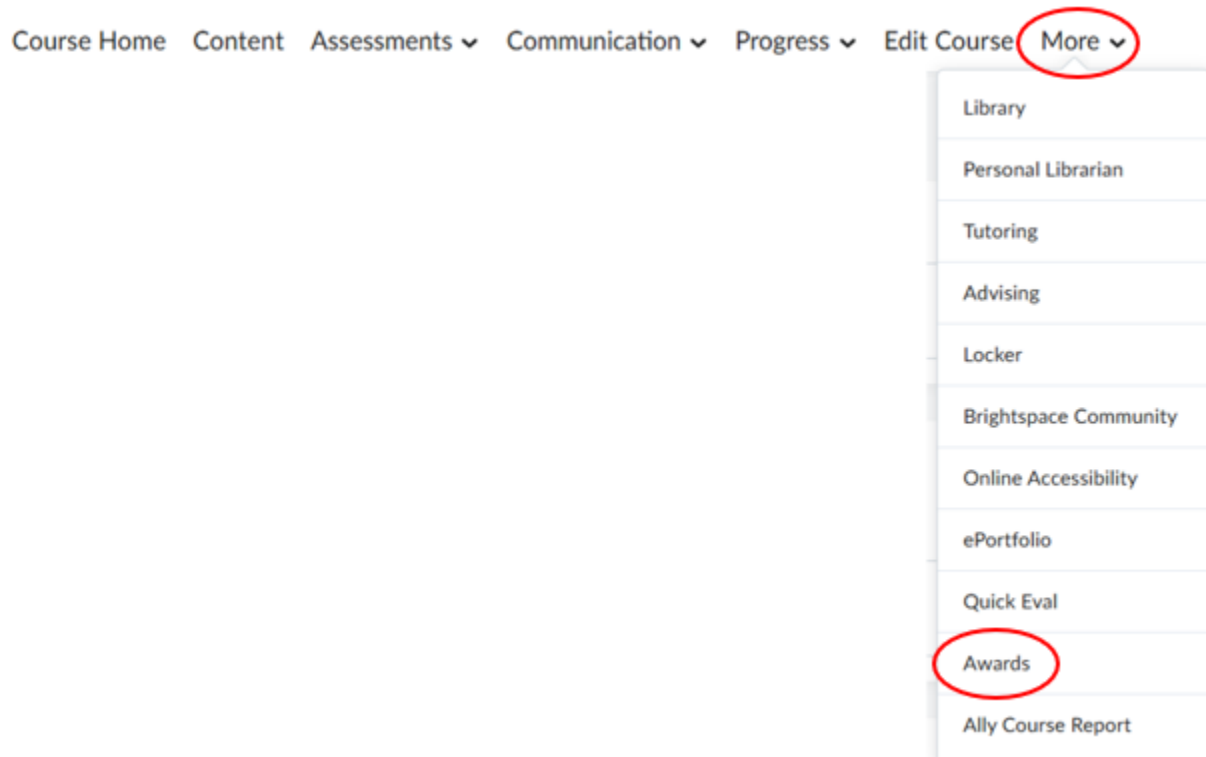 Course Home Content Assessments Communication Progress Edit Course More
Library
Personal Librarian
Tutoring
Advising
Locker
Brightspace Community
Online Accessibility
ePortfolio
Quick Eval
Awards
Ally Course Report